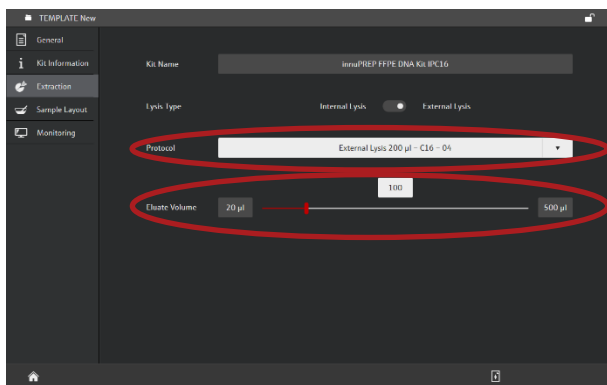 TEMPLATE New
General
Kit Information
Extraction
Sample Layout
Monitoring
Kit Name innuPREP FFPE DNA Kit IPC16
Lysis Type Internal Lysis External Lysis
Protocol External Lysis 200 µl – C16 – 04
100
Eluate Volume 20 µl 500 µl